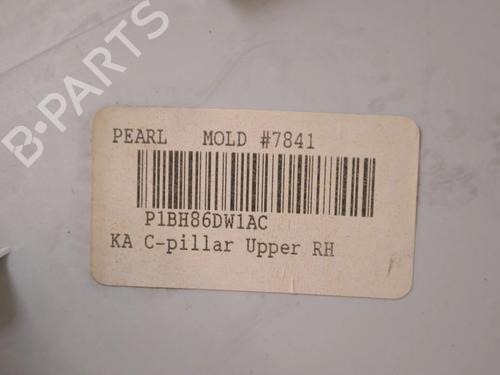 B-PARTS
PEARL MOLD #7841
P1BH86DW1AC
KA C-pillar Upper RH